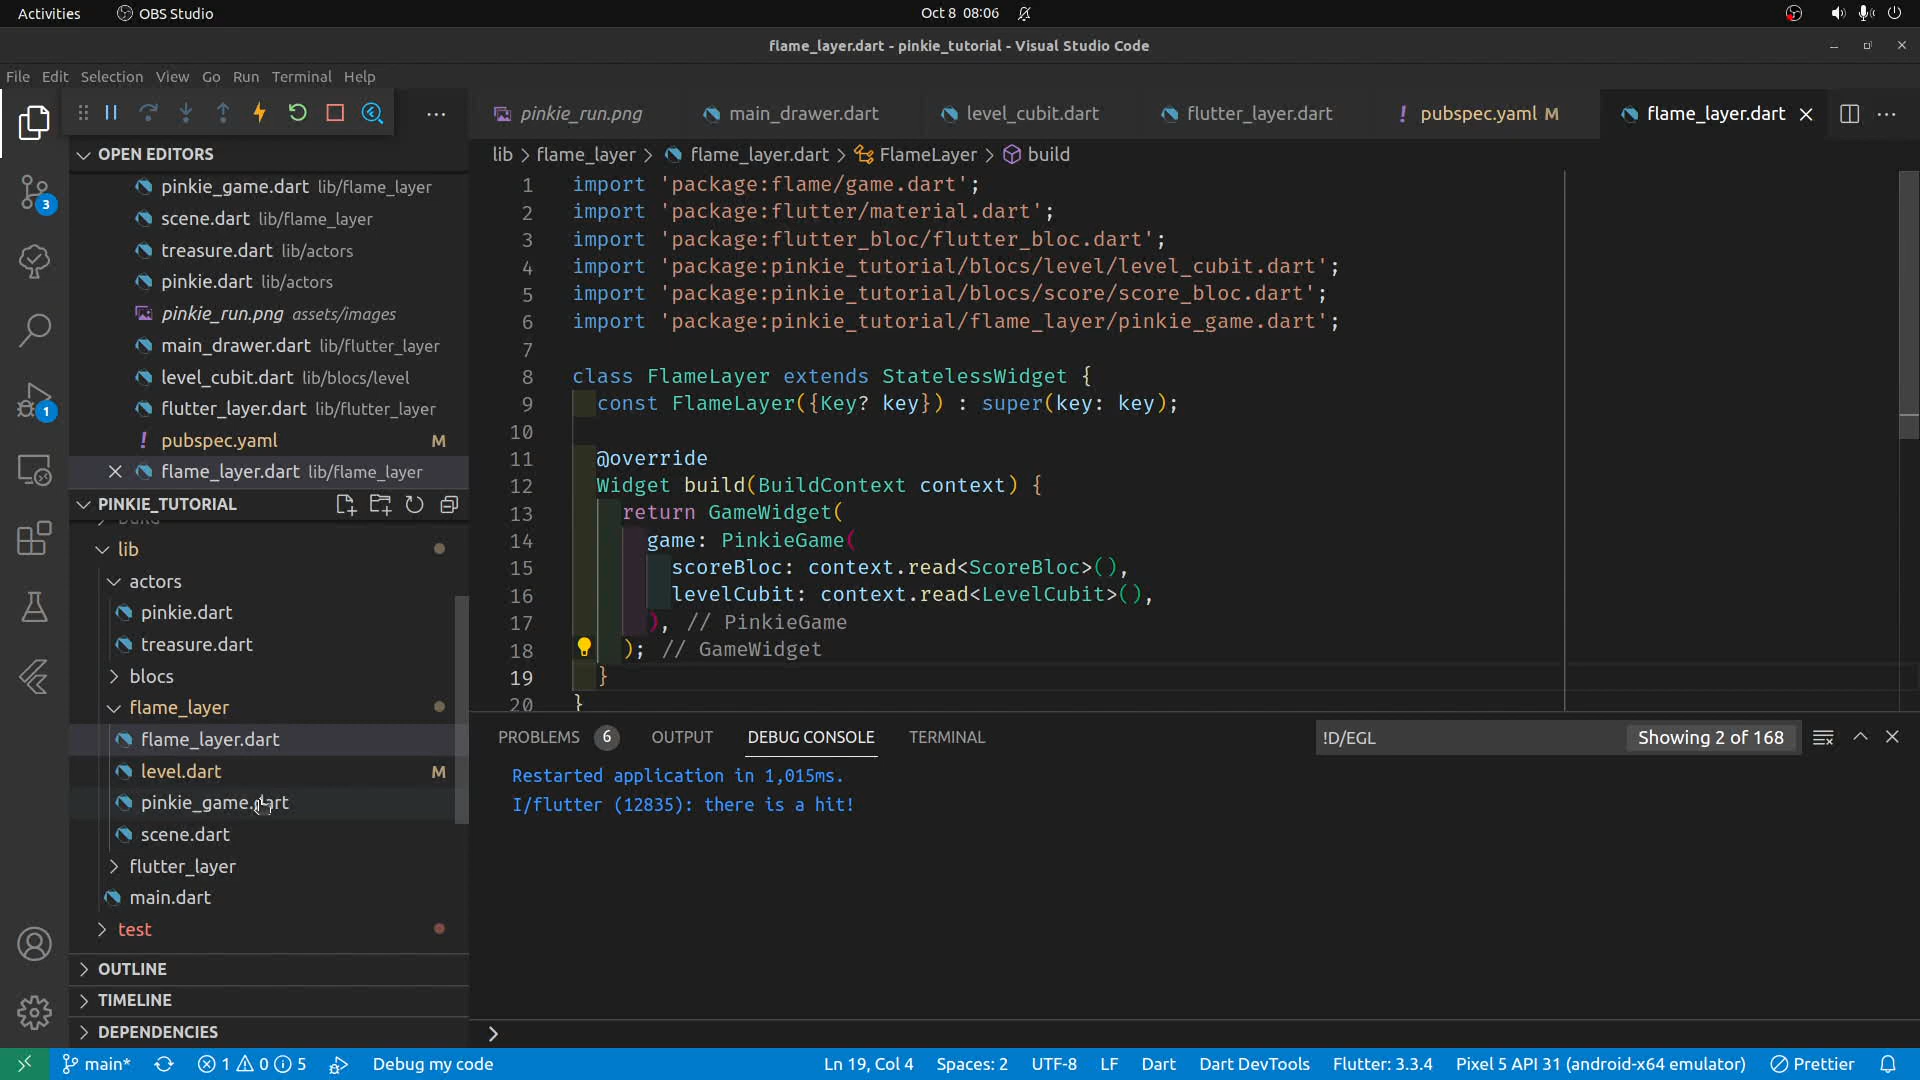 Activities OBS Studio Oct 8 08:06
flame_layer.dart - pinkie_tutorial - Visual Studio Code
File Edit Selection View Go Run Terminal Help
pinkie_run.png main_drawer.dart level_cubit.dart flutter_layer.dart ! pubspec.yaml M flame_layer.dart
OPEN EDITORS
pinkie_game.dart lib/flame_layer
scene.dart lib/flame_layer
treasure.dart lib/actors
pinkie.dart lib/actors
pinkie_run.png assets/images
main_drawer.dart lib/flutter_layer
level_cubit.dart lib/blocs/level
flutter_layer.dart lib/flutter_layer
! pubspec.yaml M
flame_layer.dart lib/flame_layer
PINKIE_TUTORIAL
lib
actors
pinkie.dart
treasure.dart
blocs
flame_layer
flame_layer.dart
level.dart M
pinkie_game.dart
scene.dart
flutter_layer
main.dart
test
OUTLINE
TIMELINE
DEPENDENCIES
3
1
lib > flame_layer > flame_layer.dart > FlameLayer > build
1 import 'package:flame/game.dart';
2 import 'package:flutter/material.dart';
3 import 'package:flutter_bloc/flutter_bloc.dart';
4 import 'package:pinkie_tutorial/blocs/level/level_cubit.dart';
5 import 'package:pinkie_tutorial/blocs/score/score_bloc.dart';
6 import 'package:pinkie_tutorial/flame_layer/pinkie_game.dart';
7
8 class FlameLayer extends StatelessWidget {
9 const FlameLayer({Key? key}) : super(key: key);
10
11 @override
12 Widget build(BuildContext context) {
13 return GameWidget(
14 game: PinkieGame(
15 scoreBloc: context.read<ScoreBloc>(),
16 levelCubit: context.read<LevelCubit>(),
17 ), // PinkieGame
18 ); // GameWidget
19 }
20 }
PROBLEMS 6 OUTPUT DEBUG CONSOLE TERMINAL !D/EGL Showing 2 of 168
Restarted application in 1,015ms.
I/flutter (12835): there is a hit!
main* 1 0 5 Debug my code Ln 19, Col 4 Spaces: 2 UTF-8 LF Dart Dart DevTools Flutter: 3.3.4 Pixel 5 API 31 (android-x64 emulator) Prettier